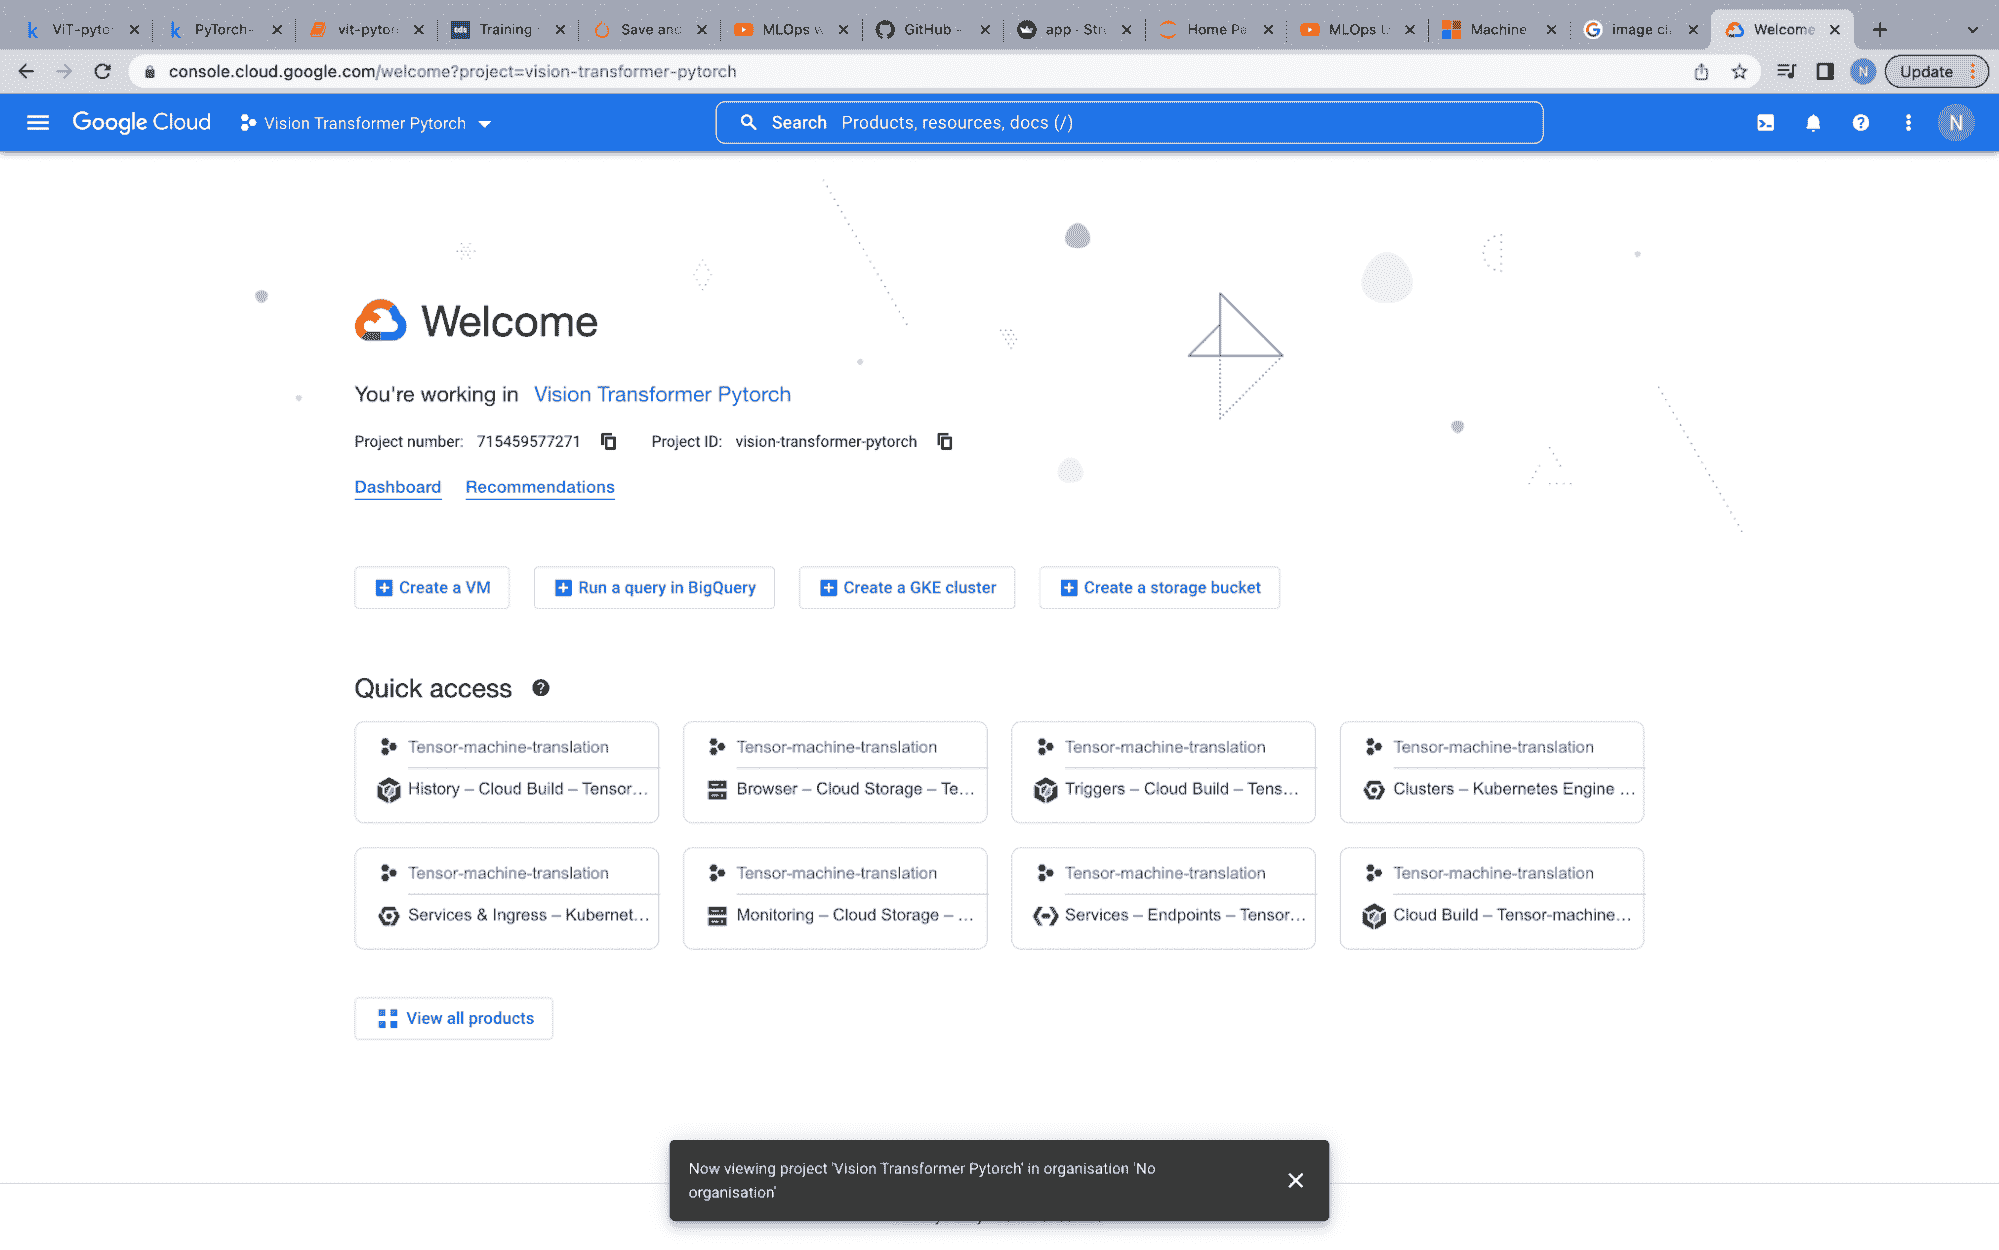 ViT-pyto
PyTorch-
vit-pytor
Training
Save and
MLOps w
GitHub -
app · Str
Home Pa
MLOps
Machine
image cl
Welcome
console.cloud.google.com/welcome?project=vision-transformer-pytorch
N
Update
Google Cloud
Vision Transformer Pytorch
Search Products, resources, docs (/)
N
Welcome
You're working in Vision Transformer Pytorch
Project number: 715459577271 Project ID: vision-transformer-pytorch
Dashboard Recommendations
Create a VM
Run a query in BigQuery
Create a GKE cluster
Create a storage bucket
Quick access
Tensor-machine-translation
History – Cloud Build – Tensor...
Tensor-machine-translation
Browser – Cloud Storage – Te...
Tensor-machine-translation
Triggers – Cloud Build – Tens...
Tensor-machine-translation
Clusters – Kubernetes Engine ...
Tensor-machine-translation
Services & Ingress – Kubernet...
Tensor-machine-translation
Monitoring – Cloud Storage – ...
Tensor-machine-translation
Services – Endpoints – Tensor...
Tensor-machine-translation
Cloud Build – Tensor-machine...
View all products
Now viewing project 'Vision Transformer Pytorch' in organisation 'No
organisation'